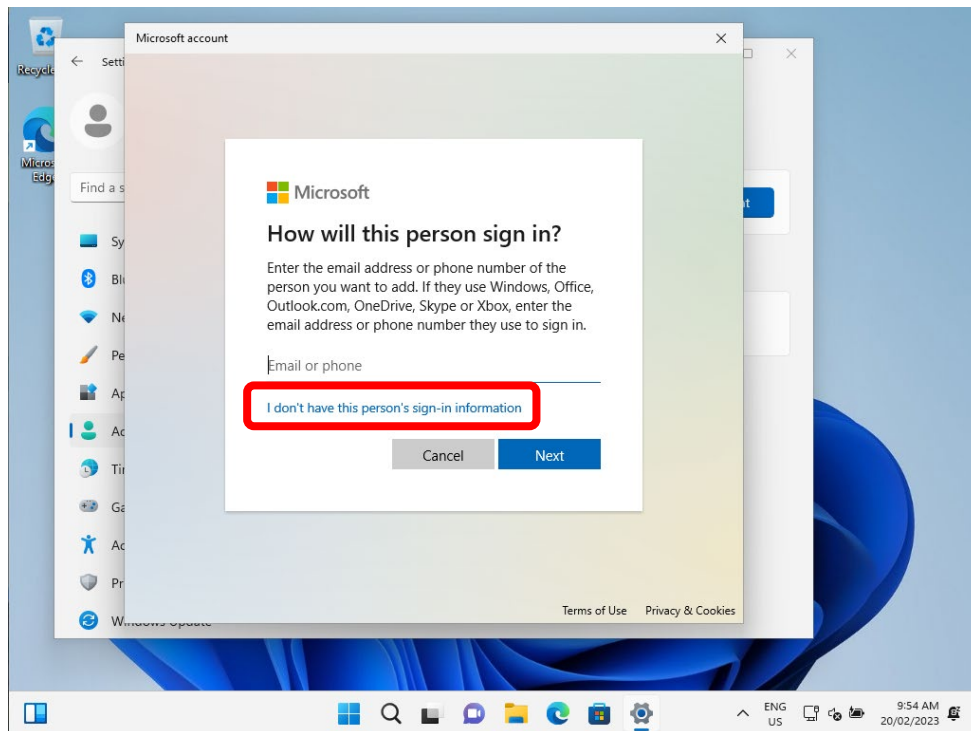 Microsoft account
Microsoft
How will this person sign in?
Enter the email address or phone number of the
person you want to add. If they use Windows, Office,
Outlook.com, OneDrive, Skype or Xbox, enter the
email address or phone number they use to sign in.
Email or phone
I don't have this person's sign-in information
Cancel
Next
Terms of Use
Privacy & Cookies
Find a s
Windows Update
ENG
US
9:54 AM
20/02/2023